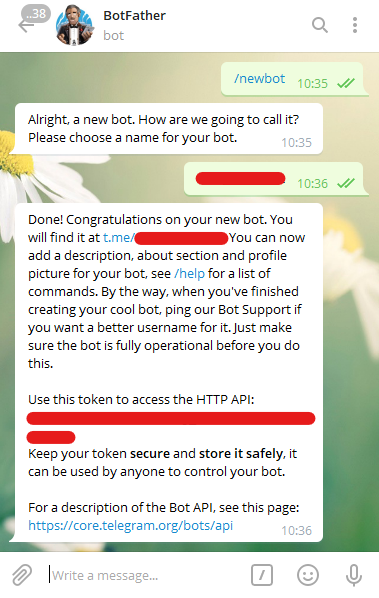 ..38
BotFather
bot
/newbot 10:35
Alright, a new bot. How are we going to call it?
Please choose a name for your bot. 10:35
10:36
Done! Congratulations on your new bot. You
will find it at t.me/ You can now
add a description, about section and profile
picture for your bot, see /help for a list of
commands. By the way, when you've finished
creating your cool bot, ping our Bot Support if
you want a better username for it. Just make
sure the bot is fully operational before you do
this.
Use this token to access the HTTP API:
Keep your token secure and store it safely, it
can be used by anyone to control your bot.
For a description of the Bot API, see this page:
https://core.telegram.org/bots/api 10:36
Write a message...